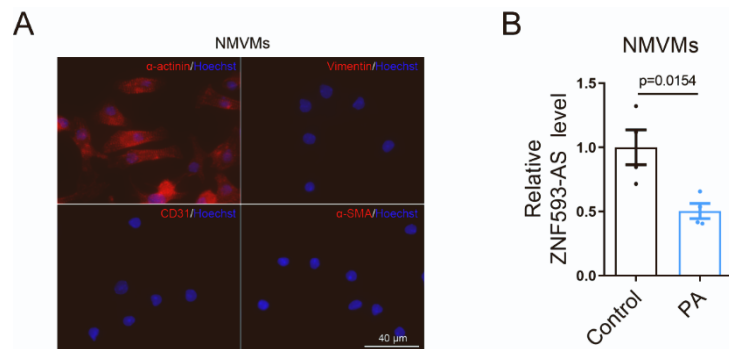 A
NMVMs
α-actinin/Hoechst
Vimentin/Hoechst
CD31/Hoechst
α-SMA/Hoechst
40 μm
B
NMVMs
p=0.0154
Relative
ZNF593-AS level
1.5
1.0
0.5
0.0
Control
PA